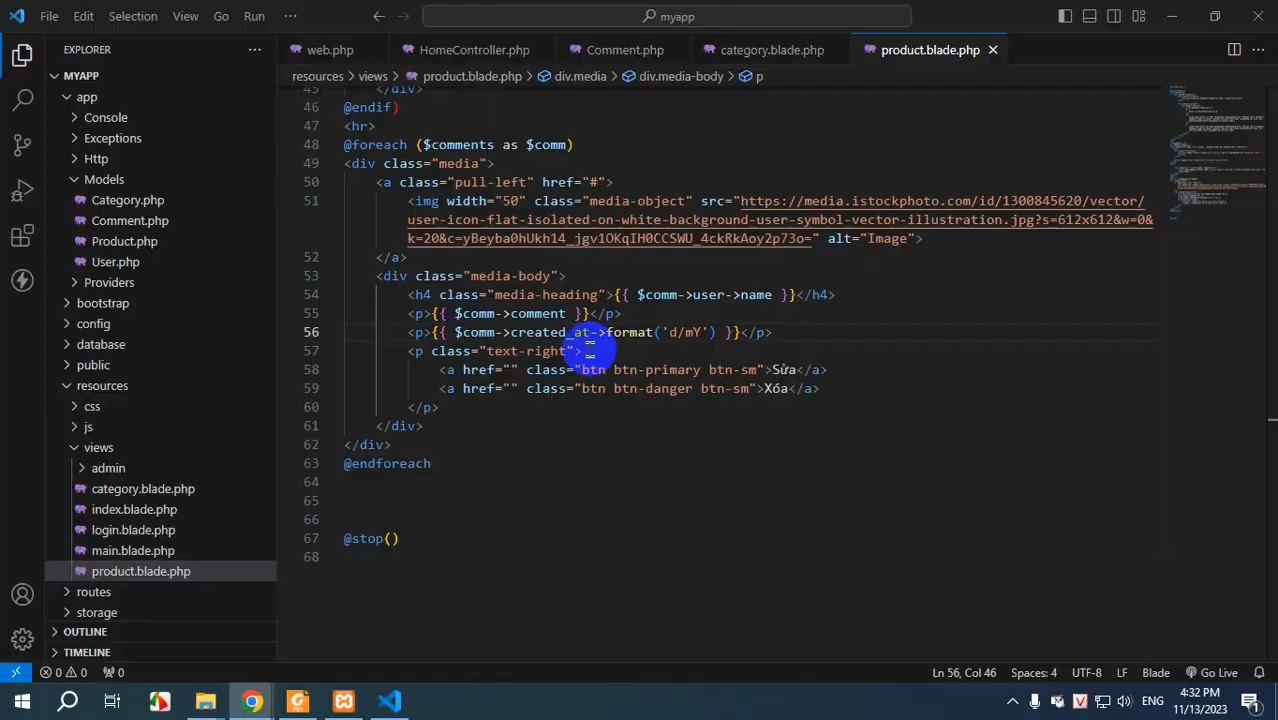 File Edit Selection View Go Run ··· myapp
EXPLORER ···
web.php HomeController.php Comment.php category.blade.php product.blade.php
MYAPP
resources > views > product.blade.php > div.media > div.media-body > p
app
Console
Exceptions
Http
Models
Category.php
Comment.php
Product.php
User.php
Providers
bootstrap
config
database
public
resources
css
js
views
admin
category.blade.php
index.blade.php
login.blade.php
main.blade.php
product.blade.php
routes
storage
OUTLINE
TIMELINE
45 </div>
46 @endif)
47 <hr>
48 @foreach ($comments as $comm)
49 <div class="media">
50 <a class="pull-left" href="#">
51 <img width="50" class="media-object" src="https://media.istockphoto.com/id/1300845620/vector/
user-icon-flat-isolated-on-white-background-user-symbol-vector-illustration.jpg?s=612x612&w=0&
k=20&c=yBeyba0hUkh14_jgv1OKqIH0CCSWU_4ckRkAoy2p73o=" alt="Image">
52 </a>
53 <div class="media-body">
54 <h4 class="media-heading">{{ $comm->user->name }}</h4>
55 <p>{{ $comm->comment }}</p>
56 <p>{{ $comm->created_at->format('d/mY') }}</p>
57 <p class="text-right">
58 <a href="" class="btn btn-primary btn-sm">Sửa</a>
59 <a href="" class="btn btn-danger btn-sm">Xóa</a>
60 </p>
61 </div>
62 </div>
63 @endforeach
64
65
66
67 @stop()
68
0 0 0 Ln 56, Col 46 Spaces: 4 UTF-8 LF Blade Go Live
ENG 4:32 PM
11/13/2023